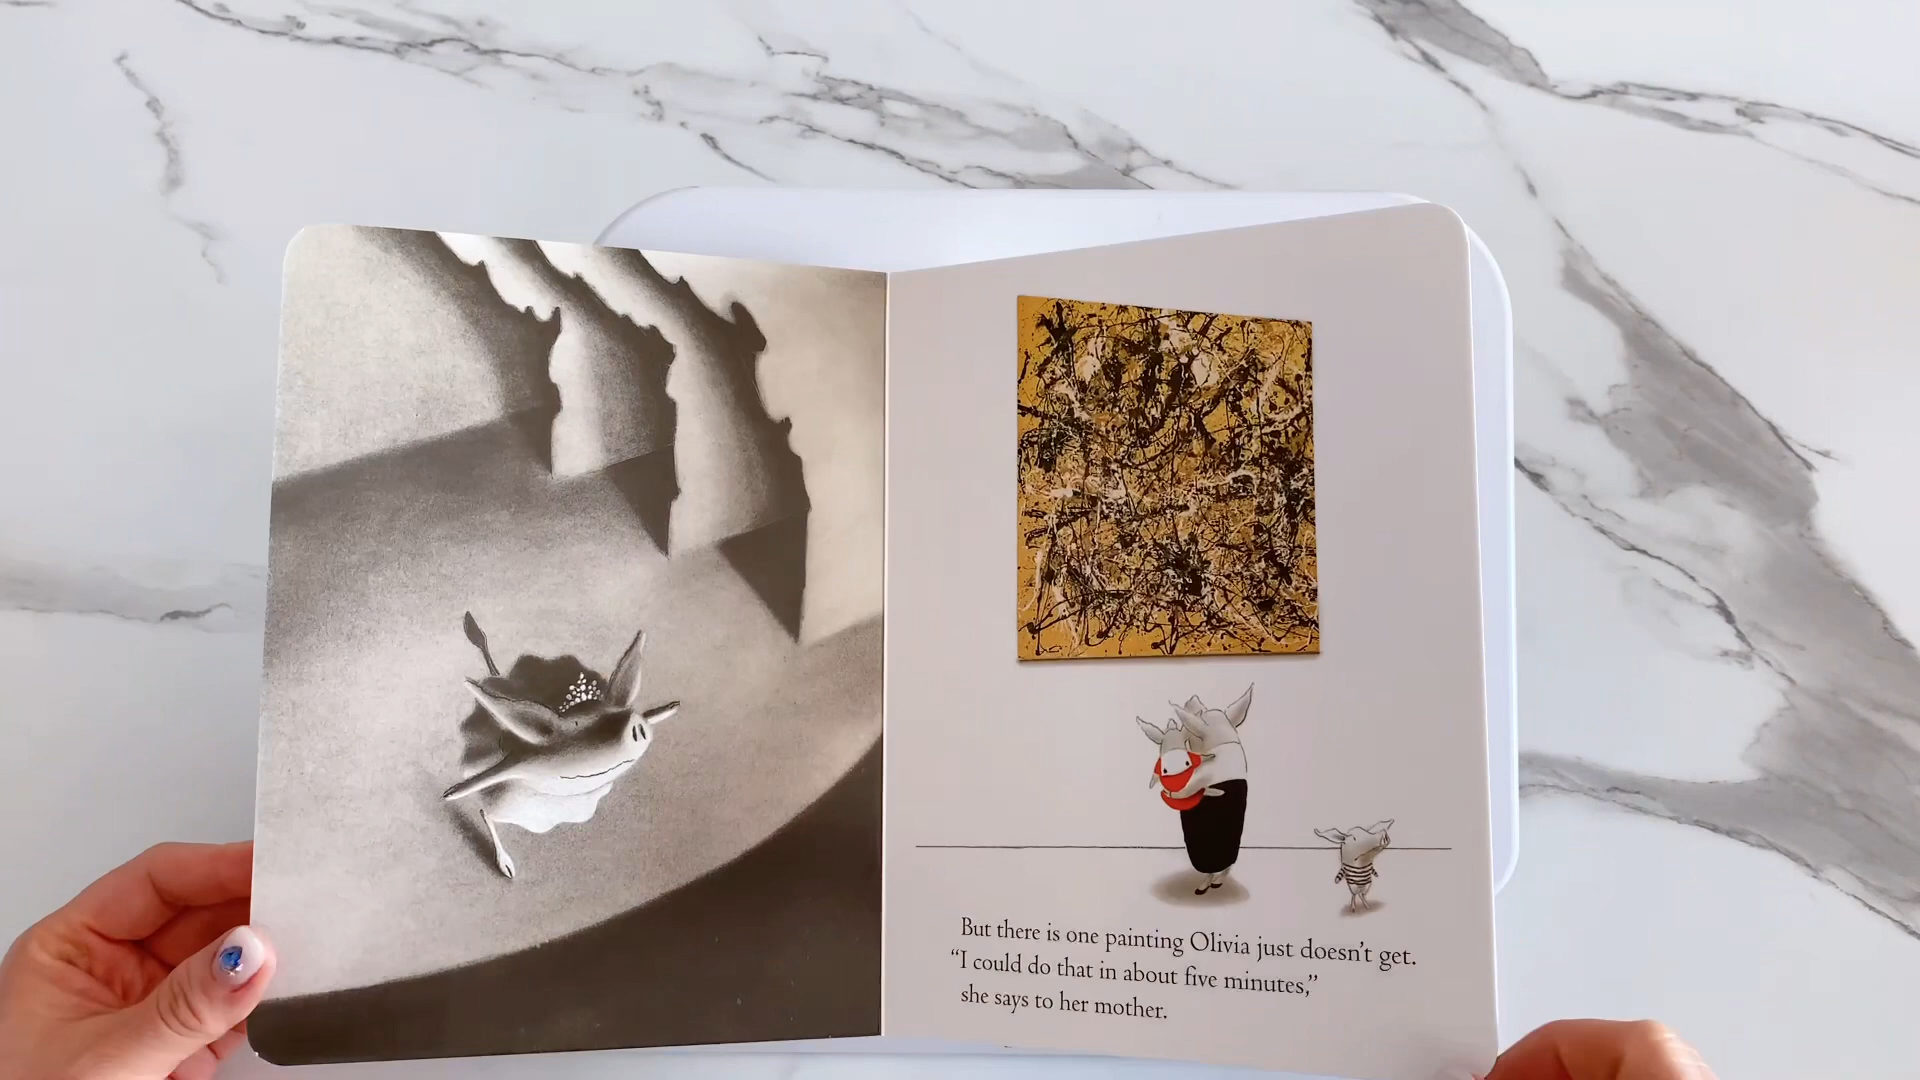 But there is one painting Olivia just doesn't get.
“I could do that in about five minutes,”
she says to her mother.